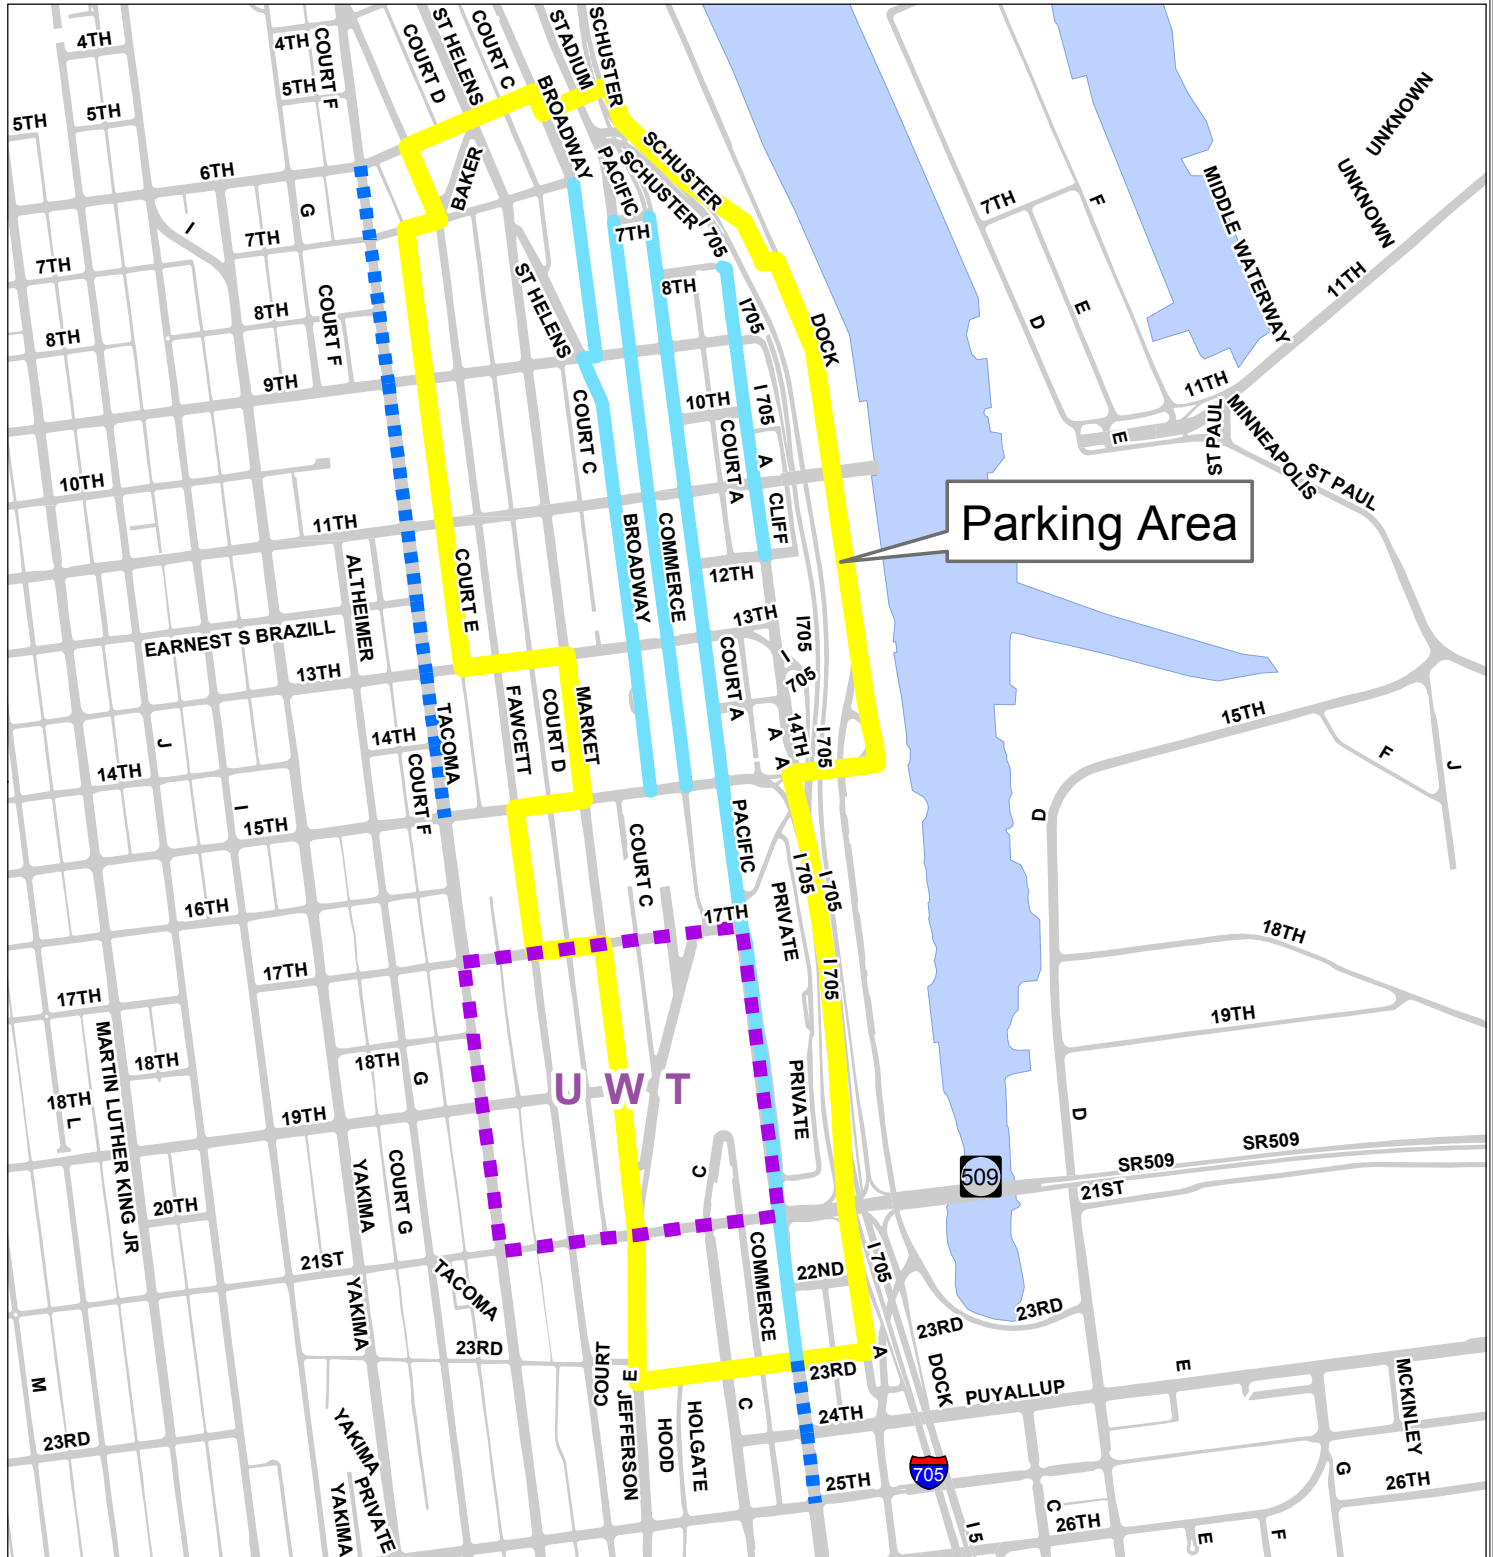 4TH
4TH
COURT F
COURT D
ST HELENS
COURT C
STADIUM
SCHUSTER
BROADWAY
5TH
5TH
5TH
UNKNOWN
UNKNOWN
6TH
BAKER
PACIFIC
SCHUSTER
SCHUSTER
I 705
MIDDLE WATERWAY
I
G
7TH
7TH
7TH
7TH
F
E
D
11TH
8TH
8TH
8TH
COURT F
ST HELENS
I705
DOCK
9TH
COURT C
10TH
I 705
COURT A
A
CLIFF
11TH
E
ST PAUL
MINNEAPOLIS
ST PAUL
10TH
11TH
Parking Area
ALTHEIMER
COURT E
BROADWAY
COMMERCE
12TH
13TH
I705
EARNEST S BRAZILL
13TH
I 705
COURT A
14TH
A
A
I 705
15TH
F
J
J
14TH
14TH
COURT F
TACOMA
FAWCETT
COURT D
MARKET
I
15TH
COURT C
PACIFIC
I 705
I 705
D
16TH
17TH
PRIVATE
18TH
17TH
17TH
I 705
19TH
MARTIN LUTHER KING JR
18TH
18TH
18TH
L
G
U W T
PRIVATE
D
19TH
YAKIMA
COURT G
C
509
SR509
SR509
21ST
20TH
21ST
TACOMA
COMMERCE
22ND
I 705
23RD
23RD
YAKIMA
23RD
COURT
E
JEFFERSON
HOOD
HOLGATE
C
23RD
A
DOCK
PUYALLUP
E
MCKINLEY
M
23RD
24TH
YAKIMA
PRIVATE
YAKIMA
25TH
705
I 5
C
26TH
G
26TH
E
F